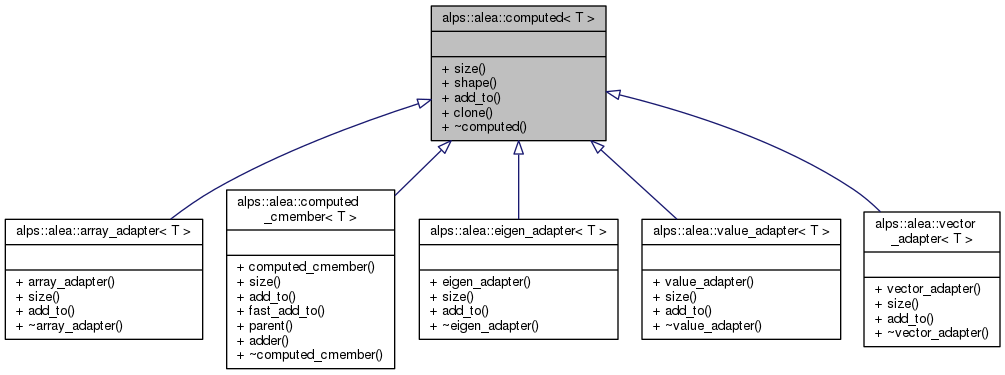 alps::alea::computed< T >
+ size()
+ shape()
+ add_to()
+ clone()
+ ~computed()
alps::alea::array_adapter< T >
+ array_adapter()
+ size()
+ add_to()
+ ~array_adapter()
alps::alea::computed
_cmember< T >
+ computed_cmember()
+ size()
+ add_to()
+ fast_add_to()
+ parent()
+ adder()
+ ~computed_cmember()
alps::alea::eigen_adapter< T >
+ eigen_adapter()
+ size()
+ add_to()
+ ~eigen_adapter()
alps::alea::value_adapter< T >
+ value_adapter()
+ size()
+ add_to()
+ ~value_adapter()
alps::alea::vector
_adapter< T >
+ vector_adapter()
+ size()
+ add_to()
+ ~vector_adapter()